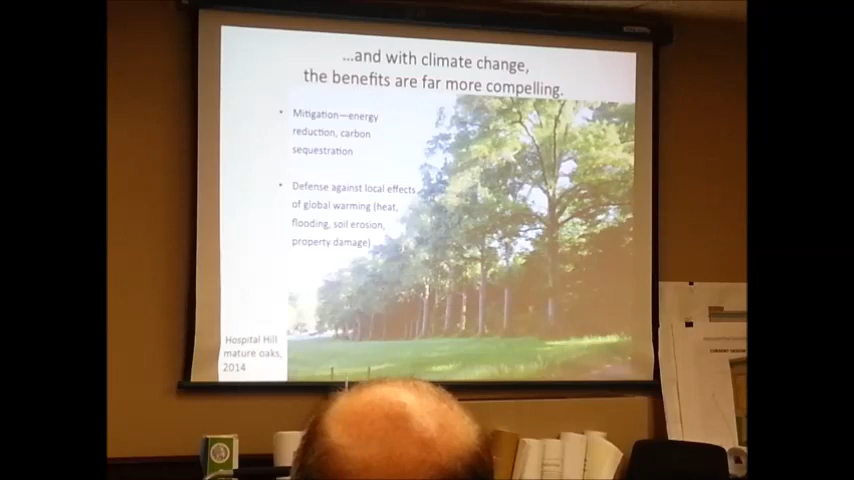 ...and with climate change,
the benefits are far more compelling.
• Mitigation—energy
reduction, carbon
sequestration
• Defense against local effects
of global warming (heat,
flooding, soil erosion,
property damage)
Hospital Hill
mature oaks,
2014